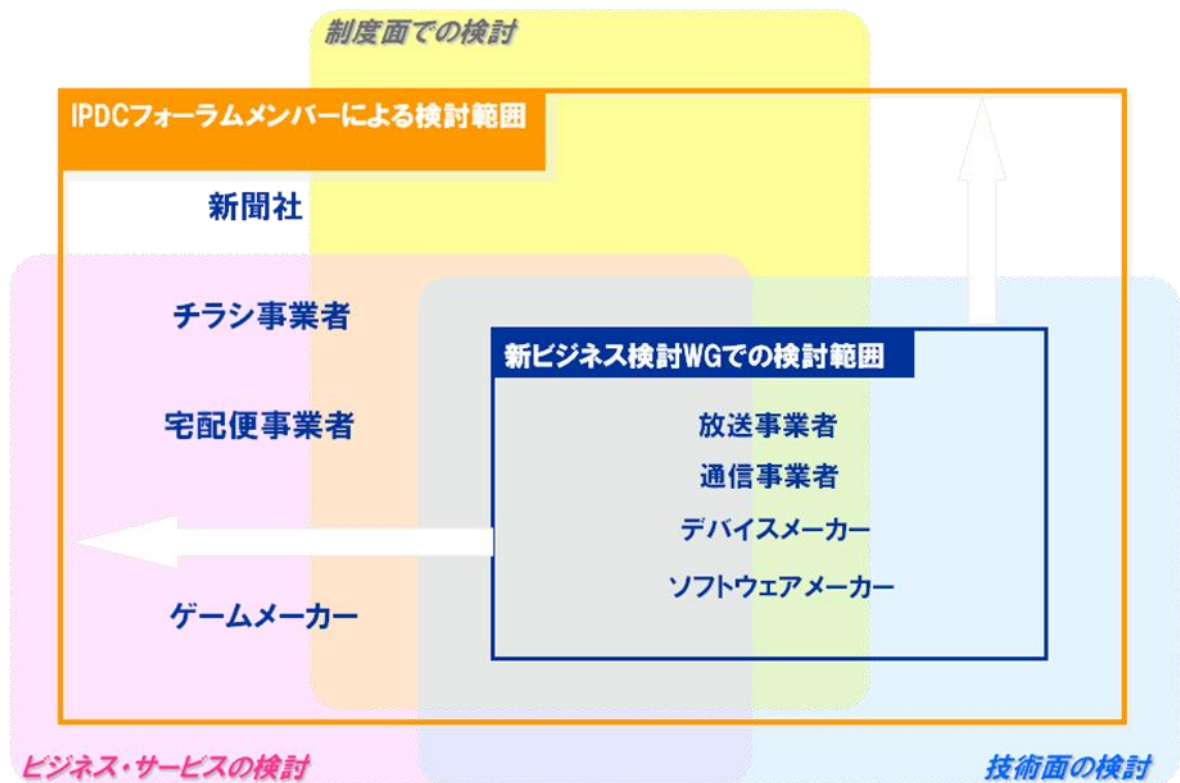 制度面での検討
IPDCフォーラムメンバーによる検討範囲
新聞社
チラシ事業者
新ビジネス検討WGでの検討範囲
宅配便事業者
放送事業者
通信事業者
デバイスメーカー
ソフトウェアメーカー
ゲームメーカー
ビジネス・サービスの検討
技術面の検討